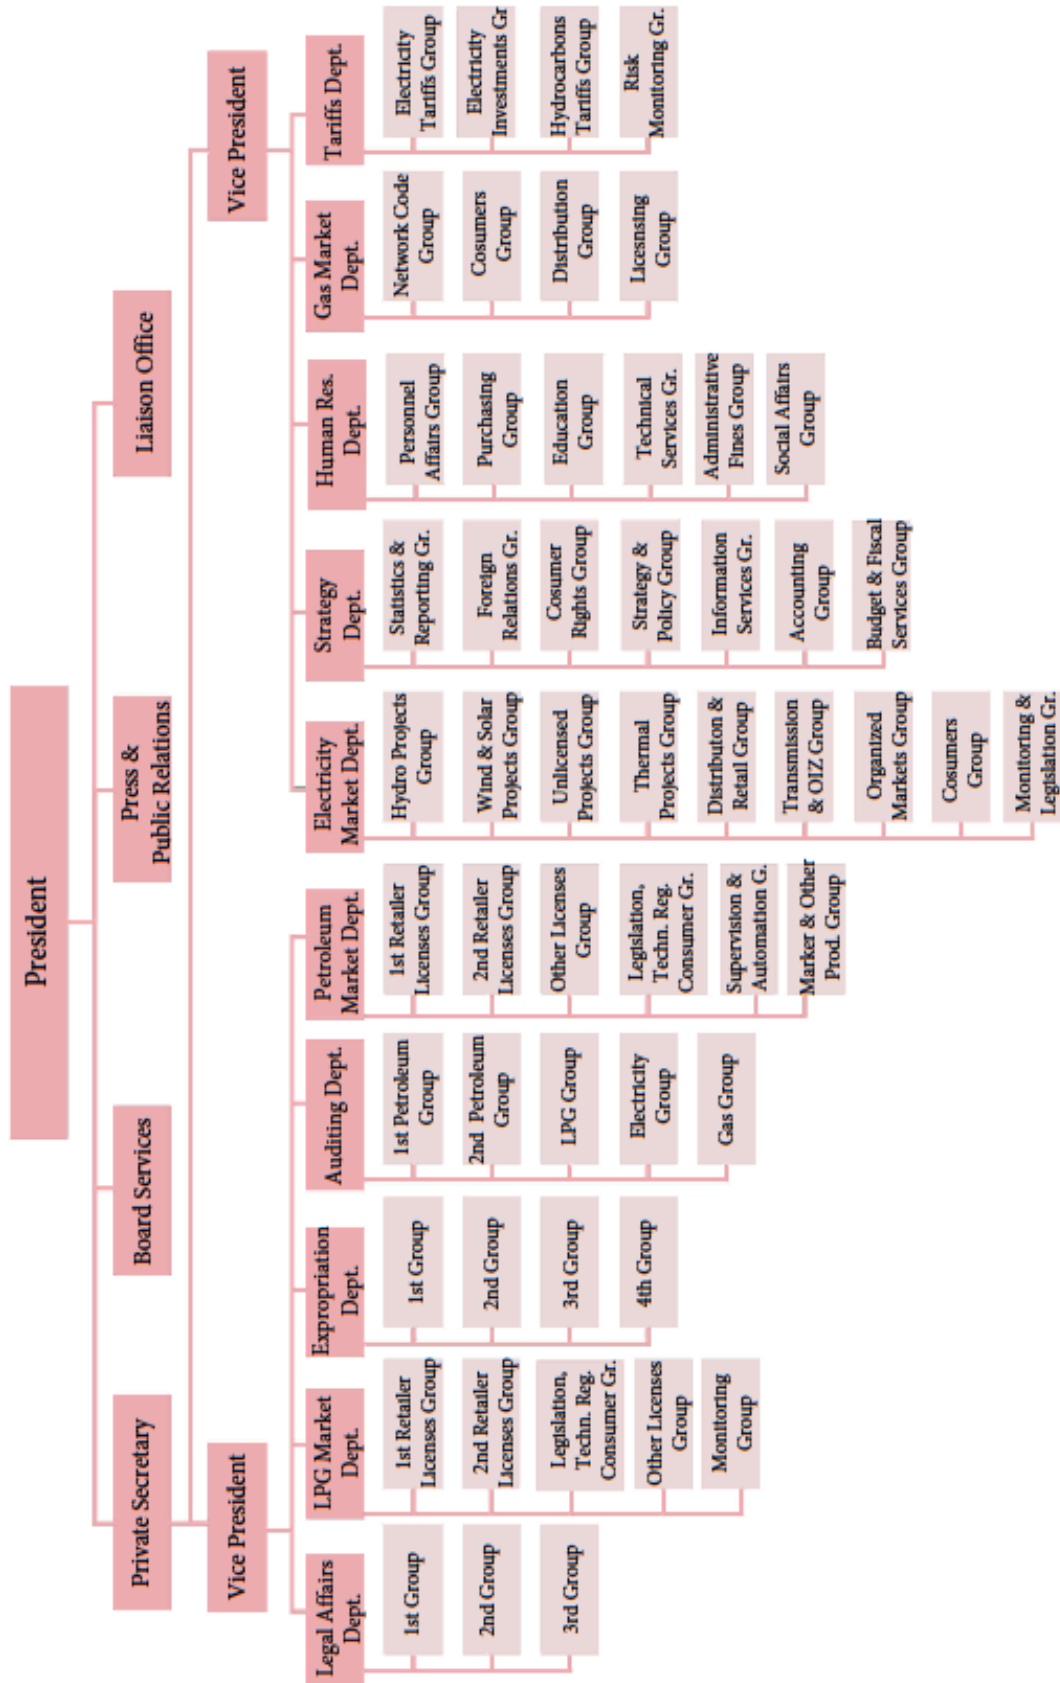 President
Private Secretary
Board Services
Press &
Public Relations
Liaison Office
Vice President
Vice President
Legal Affairs
Dept.
1st Group
2nd Group
3rd Group
LPG Market
Dept.
1st Retailer
Licenses Group
2nd Retailer
Licenses Group
Legislation,
Techn. Reg.
Consumer Gr.
Other Licenses
Group
Monitoring
Group
Expropriation
Dept.
1st Group
2nd Group
3rd Group
4th Group
Auditing Dept.
1st Petroleum
Group
2nd Petroleum
Group
LPG Group
Electricity
Group
Gas Group
Petroleum
Market Dept.
1st Retailer
Licenses Group
2nd Retailer
Licenses Group
Other Licenses
Group
Legislation,
Techn. Reg.
Consumer Gr.
Supervision &
Automation G.
Market & Other
Prod. Group
Electricity
Market Dept.
Hydro Projects
Group
Wind & Solar
Projects Group
Unlicensed
Projects Group
Thermal
Projects Group
Distributon &
Retail Group
Transmission
& OIZ Group
Organized
Markets Group
Cosumers
Group
Monitoring &
Legislation Gr.
Strategy
Dept.
Statistics &
Reporting Gr.
Foreign
Relations Gr.
Cosumer
Rights Group
Strategy &
Policy Group
Information
Services Gr.
Accounting
Group
Budget & Fiscal
Services Group
Human Res.
Dept.
Personnel
Affairs Group
Purchasing
Group
Education
Group
Technical
Services Gr.
Administrative
Fines Group
Social Affairs
Group
Gas Market
Dept.
Network Code
Group
Cosumers
Group
Distribution
Group
Licesnsing
Group
Tariffs Dept.
Electricity
Tariffs Group
Electricity
Investments Gr
Hydrocarbons
Tariffs Group
Risk
Monitoring Gr.